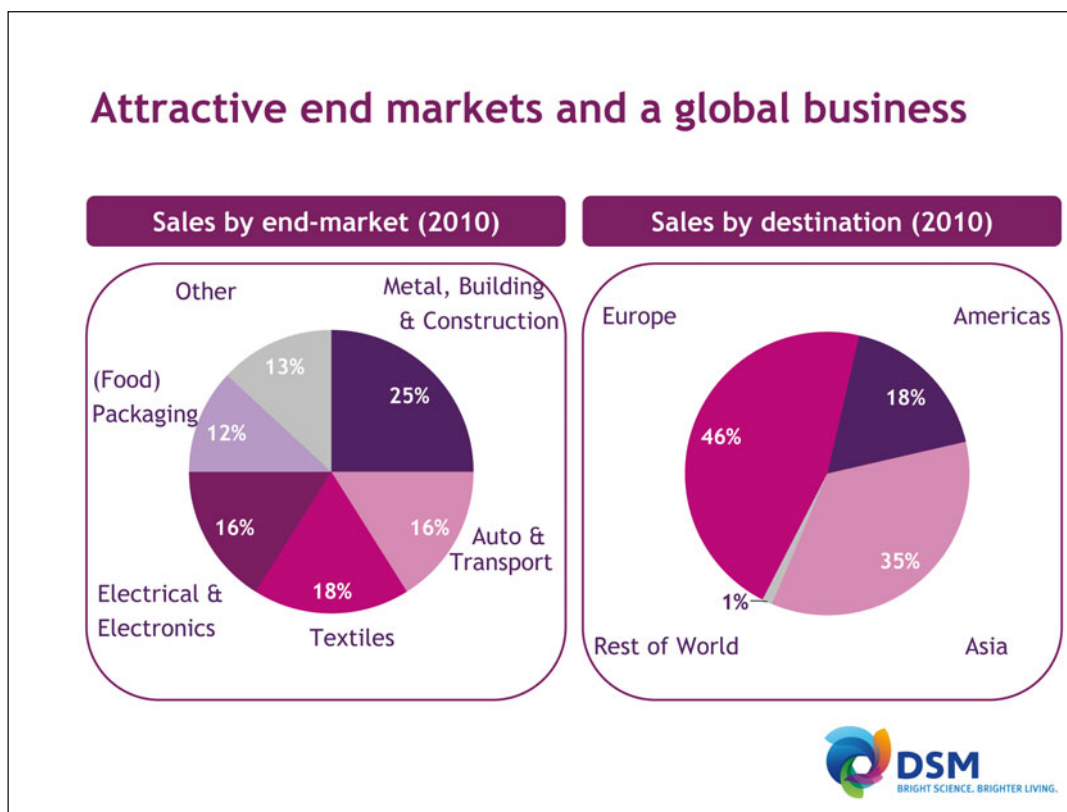 Attractive end markets and a global business
Sales by end-market (2010)
Other
Metal, Building
& Construction
(Food)
Packaging
13%
25%
12%
16%
16%
18%
Auto &
Transport
Electrical &
Electronics
Textiles
Sales by destination (2010)
Europe
Americas
18%
46%
35%
1%
Rest of World
Asia
DSM
BRIGHT SCIENCE. BRIGHTER LIVING.